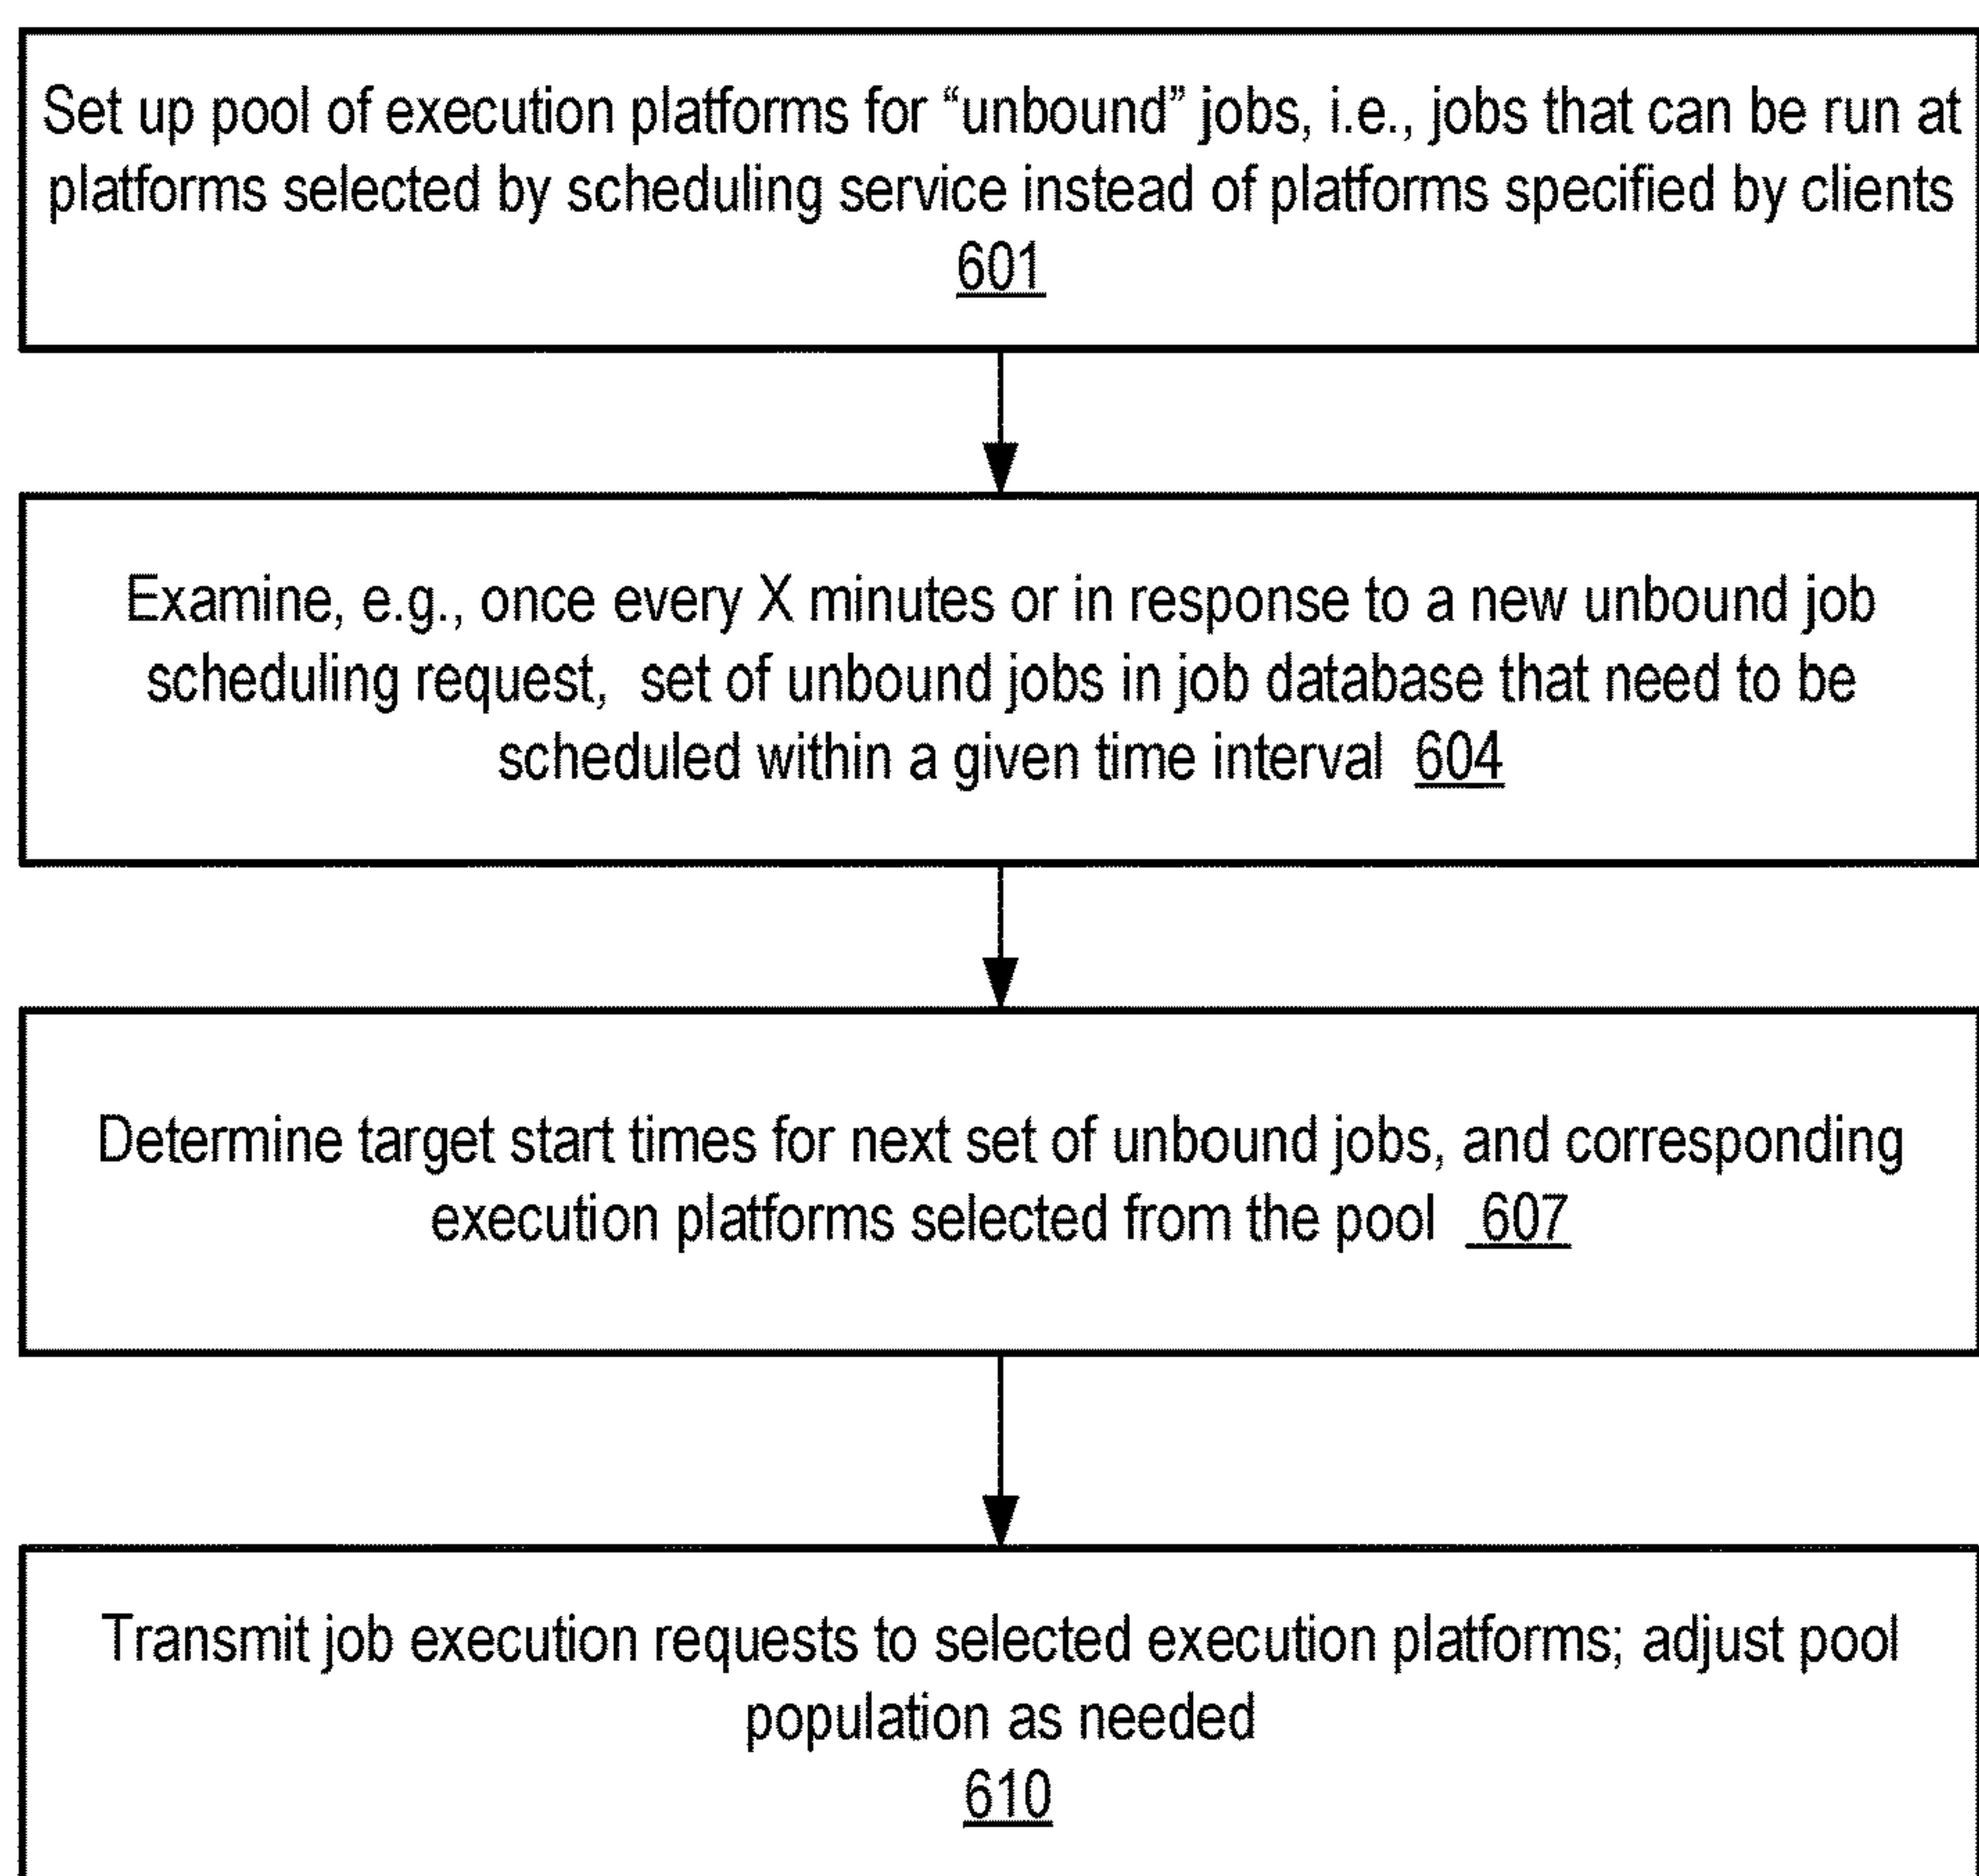 Set up pool of execution platforms for “unbound” jobs, i.e., jobs that can be run at
platforms selected by scheduling service instead of platforms specified by clients
601
Examine, e.g., once every X minutes or in response to a new unbound job
scheduling request, set of unbound jobs in job database that need to be
scheduled within a given time interval 604
Determine target start times for next set of unbound jobs, and corresponding
execution platforms selected from the pool 607
Transmit job execution requests to selected execution platforms; adjust pool
population as needed
610